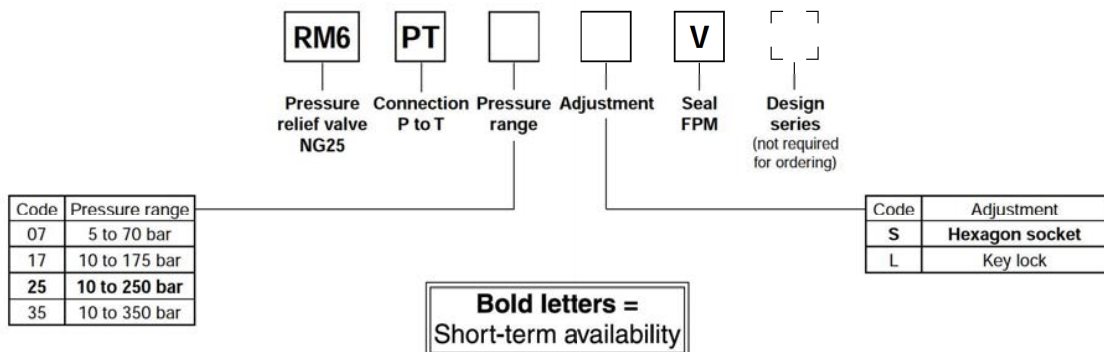 RM6 PT V
Pressure relief valve NG25
Connection P to T
Pressure range
Adjustment
Seal FPM
Design series (not required for ordering)
Code Pressure range
07 5 to 70 bar
17 10 to 175 bar
25 10 to 250 bar
35 10 to 350 bar
Code Adjustment
S Hexagon socket
L Key lock
Bold letters =
Short-term availability